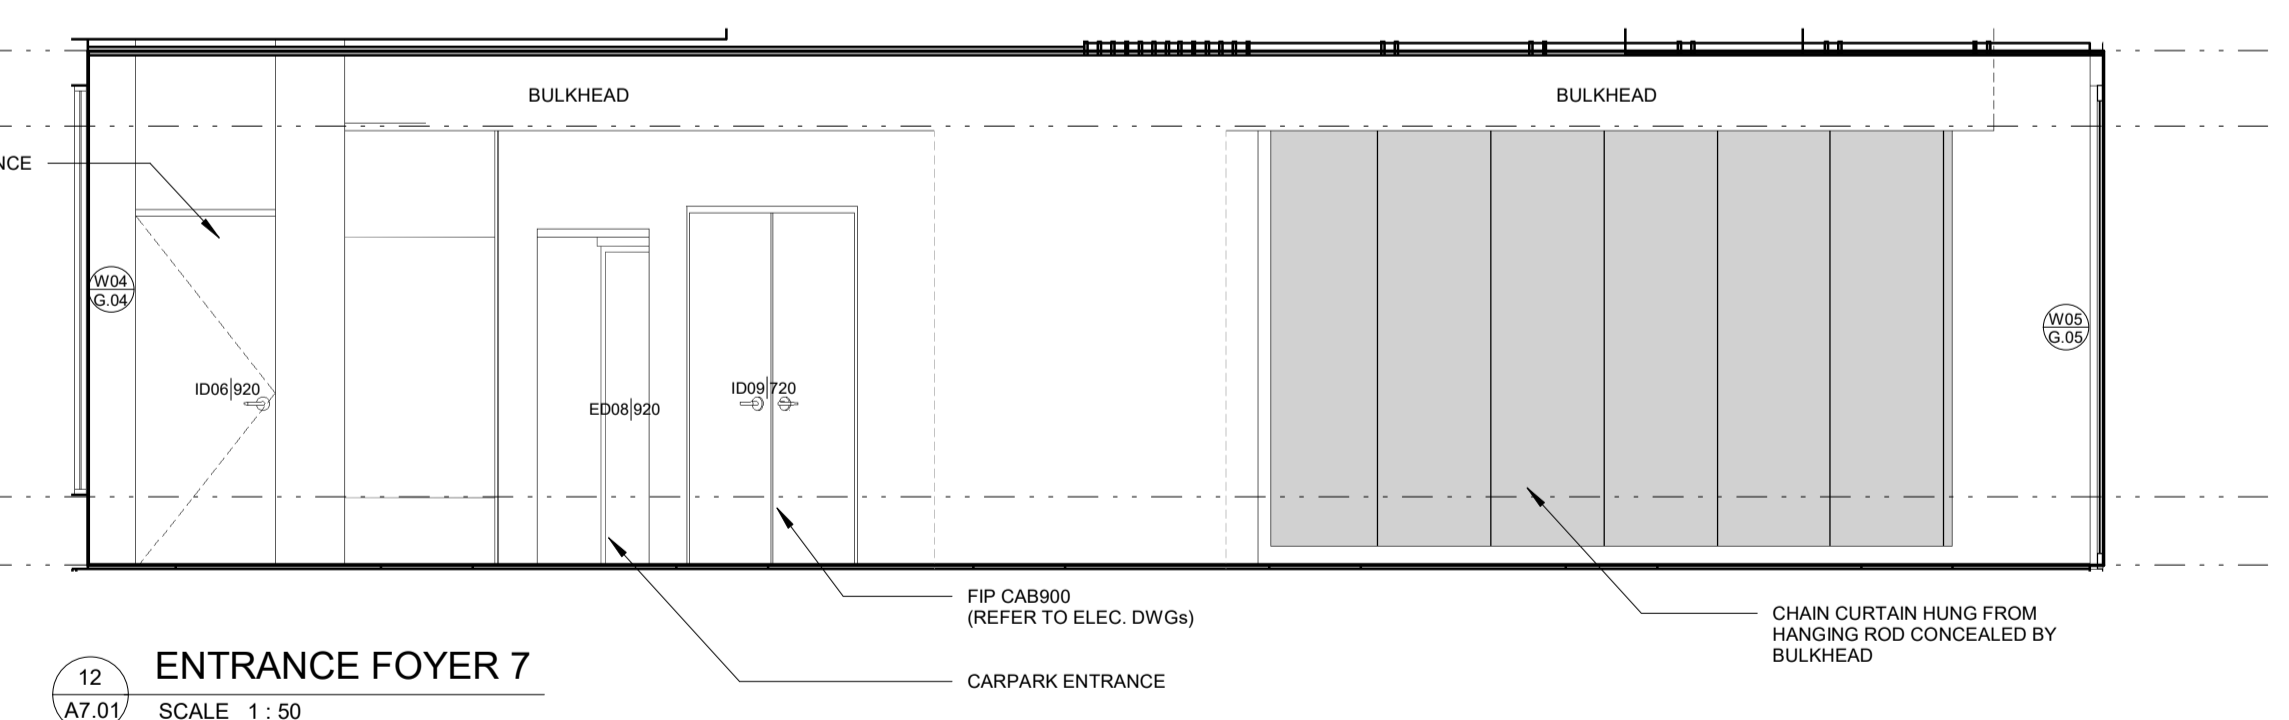 BULKHEAD
BULKHEAD
NCE
W04
G.04
W05
G.05
ID06|920
ED08|920
ID09|720
FIP CAB900
(REFER TO ELEC. DWGs)
CARPARK ENTRANCE
CHAIN CURTAIN HUNG FROM
HANGING ROD CONCEALED BY
BULKHEAD
12
A7.01
ENTRANCE FOYER 7
SCALE 1 : 50